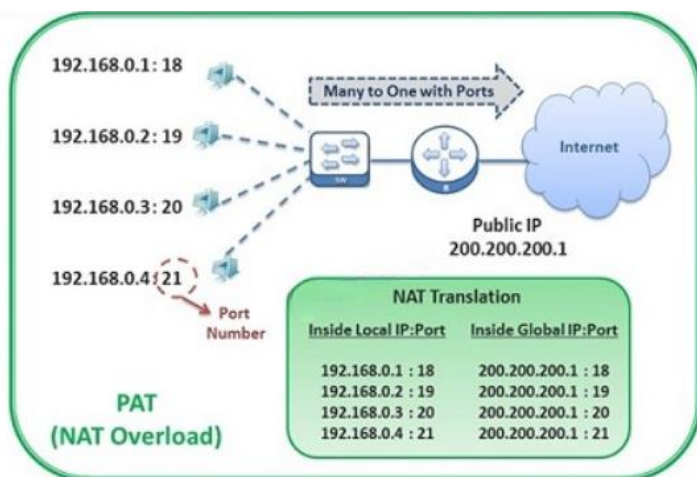 192.168.0.1: 18
192.168.0.2: 19
192.168.0.3: 20
192.168.0.4: 21
Port
Number
Many to One with Ports
SW
R
Internet
Public IP
200.200.200.1
PAT
(NAT Overload)
NAT Translation
Inside Local IP:Port Inside Global IP:Port
192.168.0.1 : 18 200.200.200.1 : 18
192.168.0.2 : 19 200.200.200.1 : 19
192.168.0.3 : 20 200.200.200.1 : 20
192.168.0.4 : 21 200.200.200.1 : 21